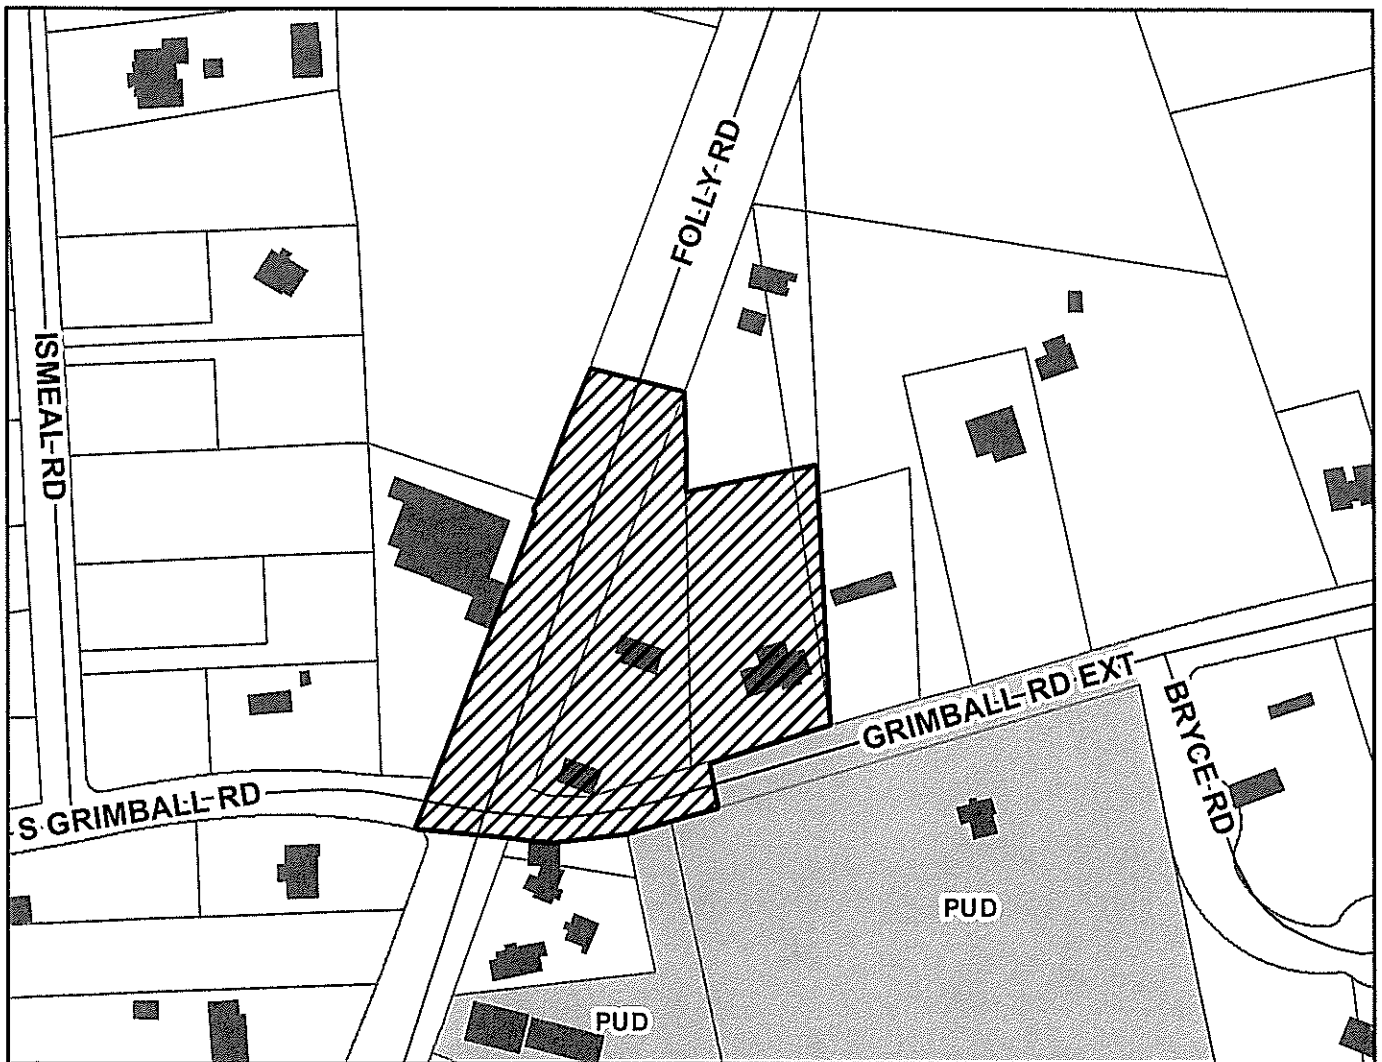 FOLLY RD
ISMEAL RD
GRIMBALL RD EXT
BRYCE RD
S GRIMBALL RD
PUD
PUD